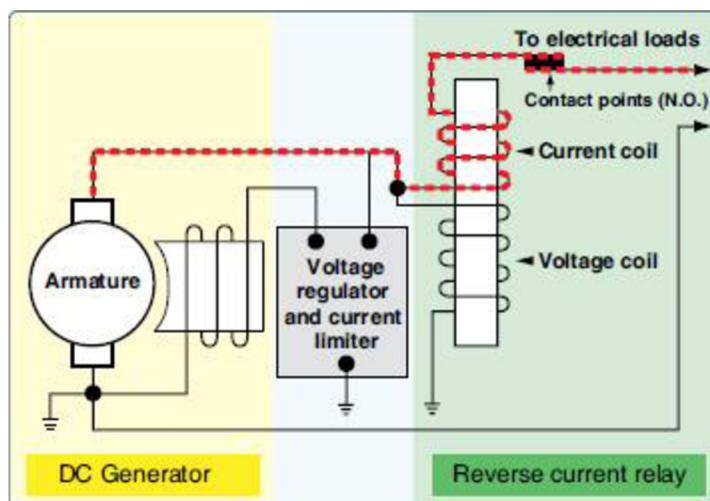 To electrical loads
Contact points (N.O.)
Current coil
Armature
Voltage
regulator
and current
limiter
Voltage coil
DC Generator
Reverse current relay